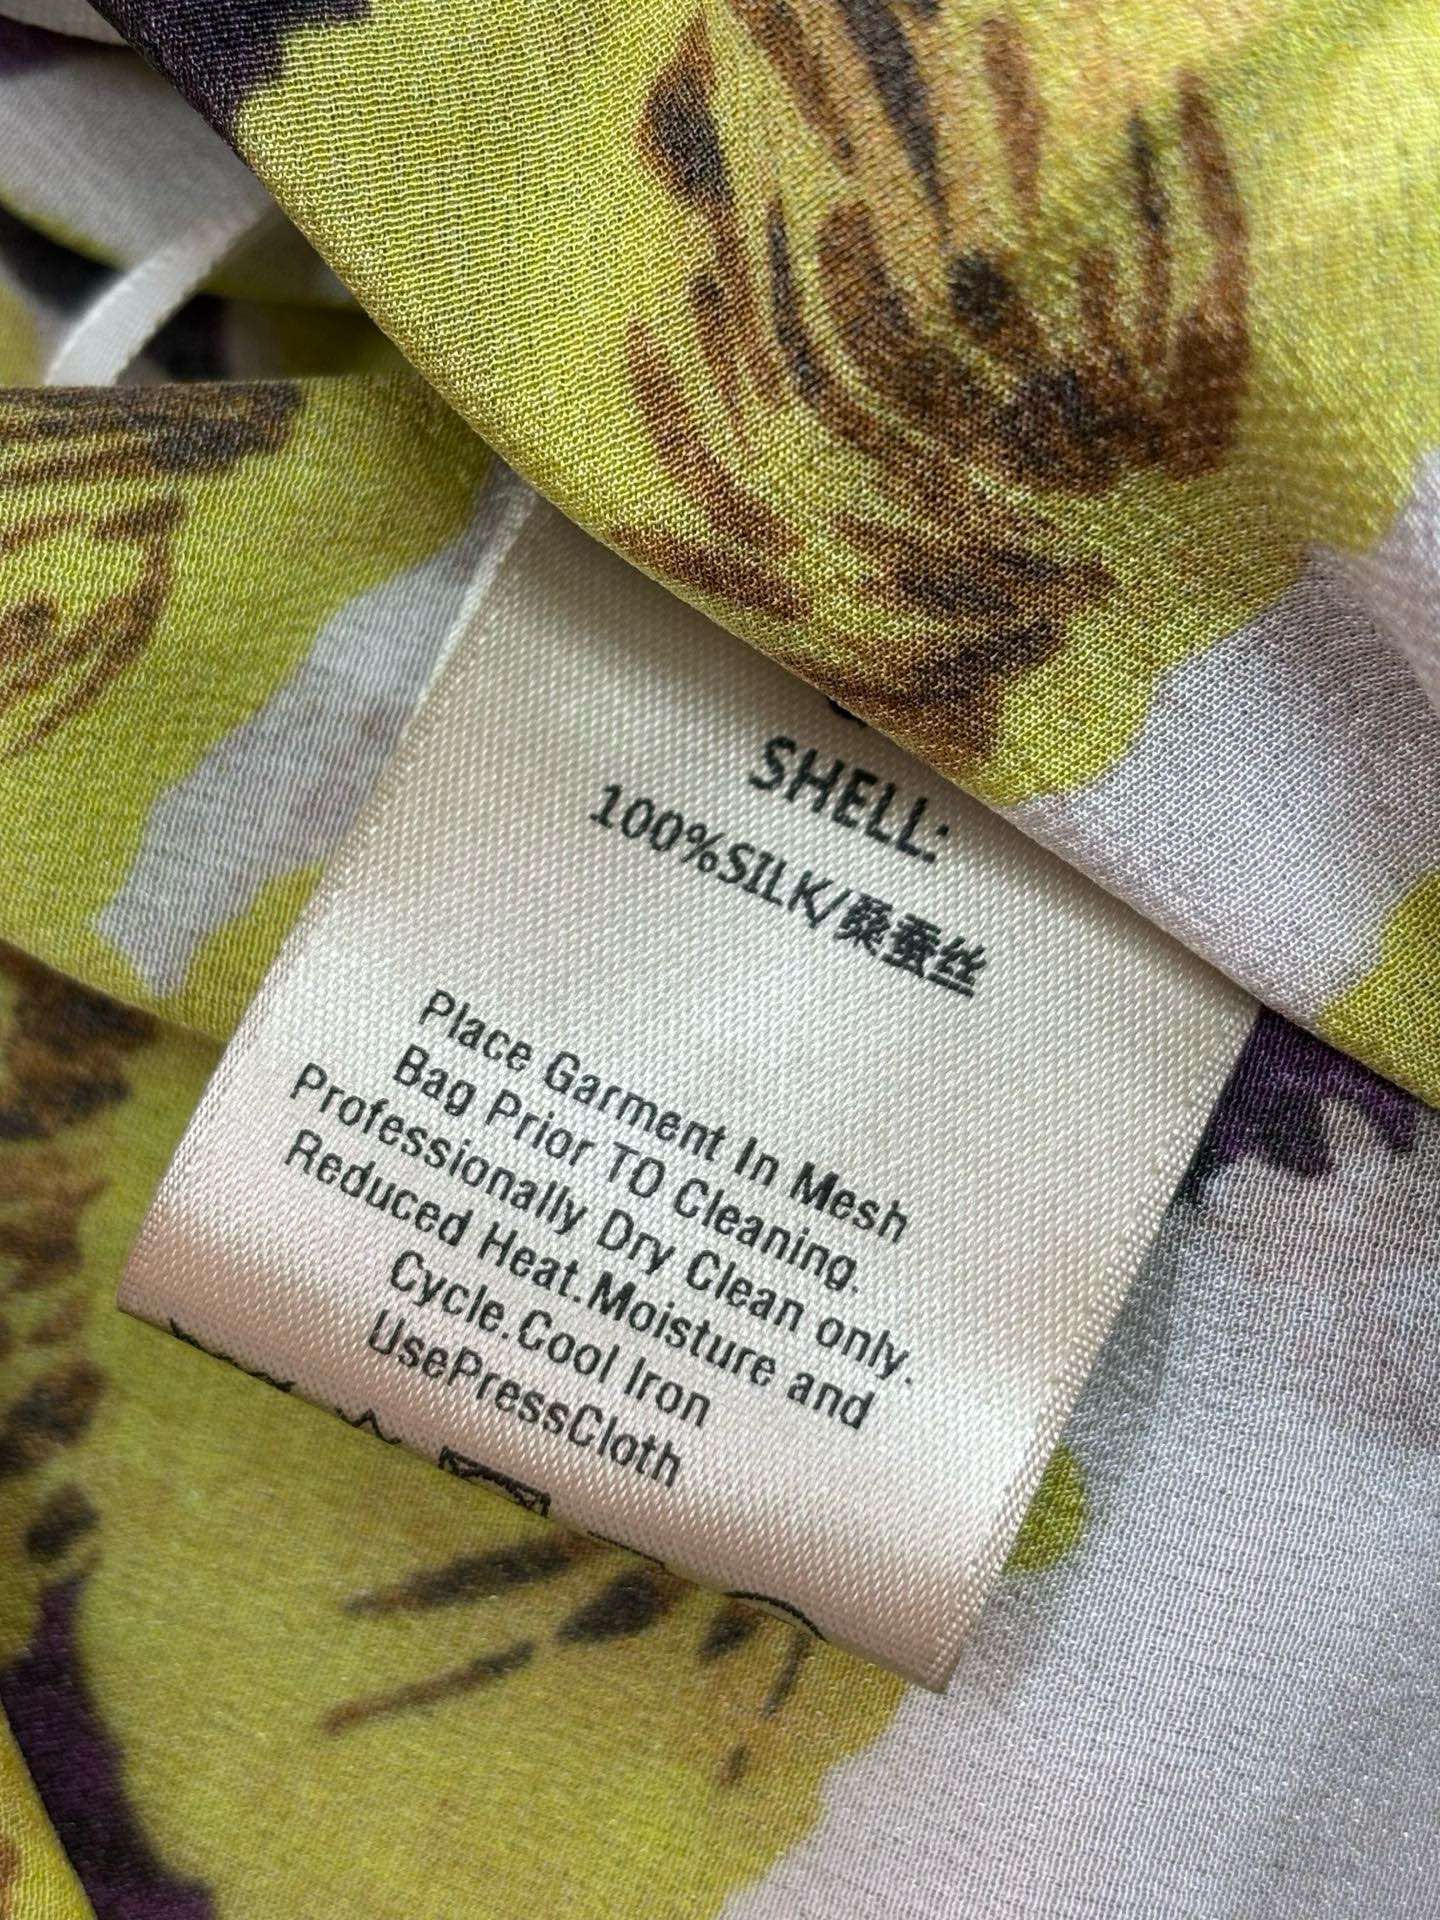 SHELL:
100%SILK/桑蚕丝
Place Garment In Mesh
Bag Prior TO Cleaning.
Professionally Dry Clean only.
Reduced Heat.Moisture and
Cycle.Cool Iron
UsePressCloth